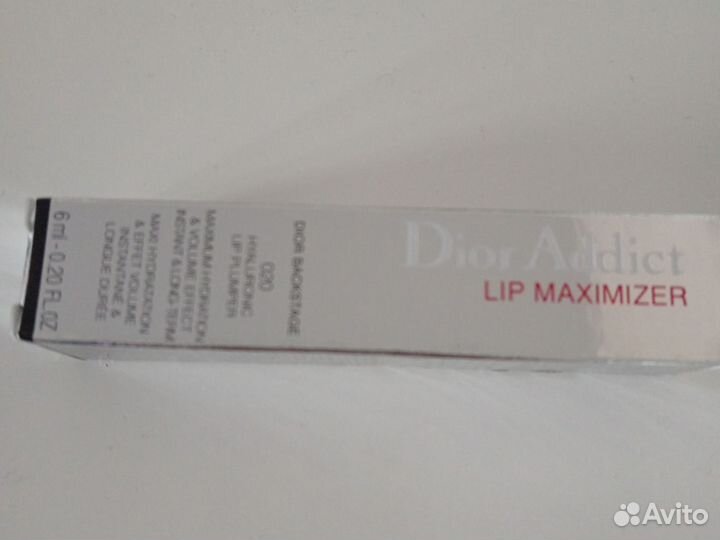 Dior Addict
LIP MAXIMIZER
DIOR BACKSTAGE
020
HYALURONIC
LIP PLUMPER
MAXIMUM HYDRATION
& VOLUME EFFECT
INSTANT & LONG TERM
MAXI HYDRATATION
& EFFET VOLUME
INSTANTANÉ &
LONGUE DURÉE
6 ml - 0.20 FL.OZ
Avito